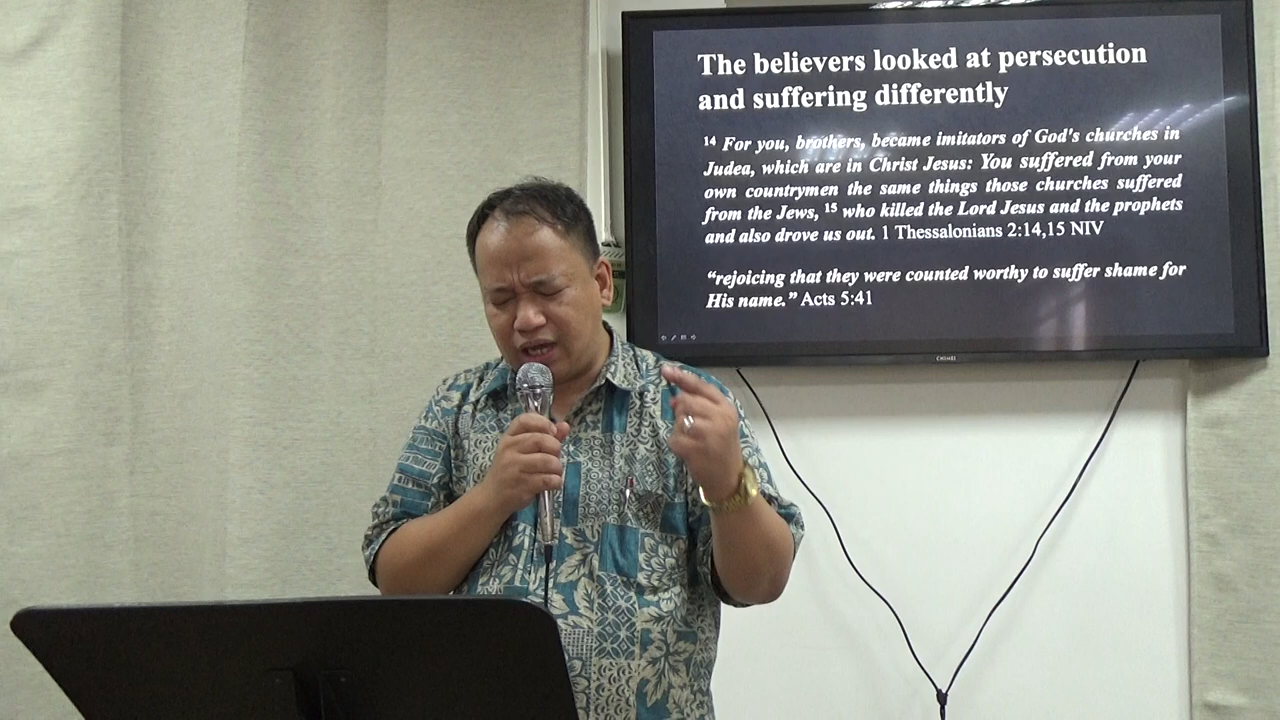 The believers looked at persecution
and suffering differently
14 For you, brothers, became imitators of God's churches in
Judea, which are in Christ Jesus: You suffered from your
own countrymen the same things those churches suffered
from the Jews, 15 who killed the Lord Jesus and the prophets
and also drove us out. 1 Thessalonians 2:14,15 NIV
“rejoicing that they were counted worthy to suffer shame for
His name.” Acts 5:41
CHIMEI